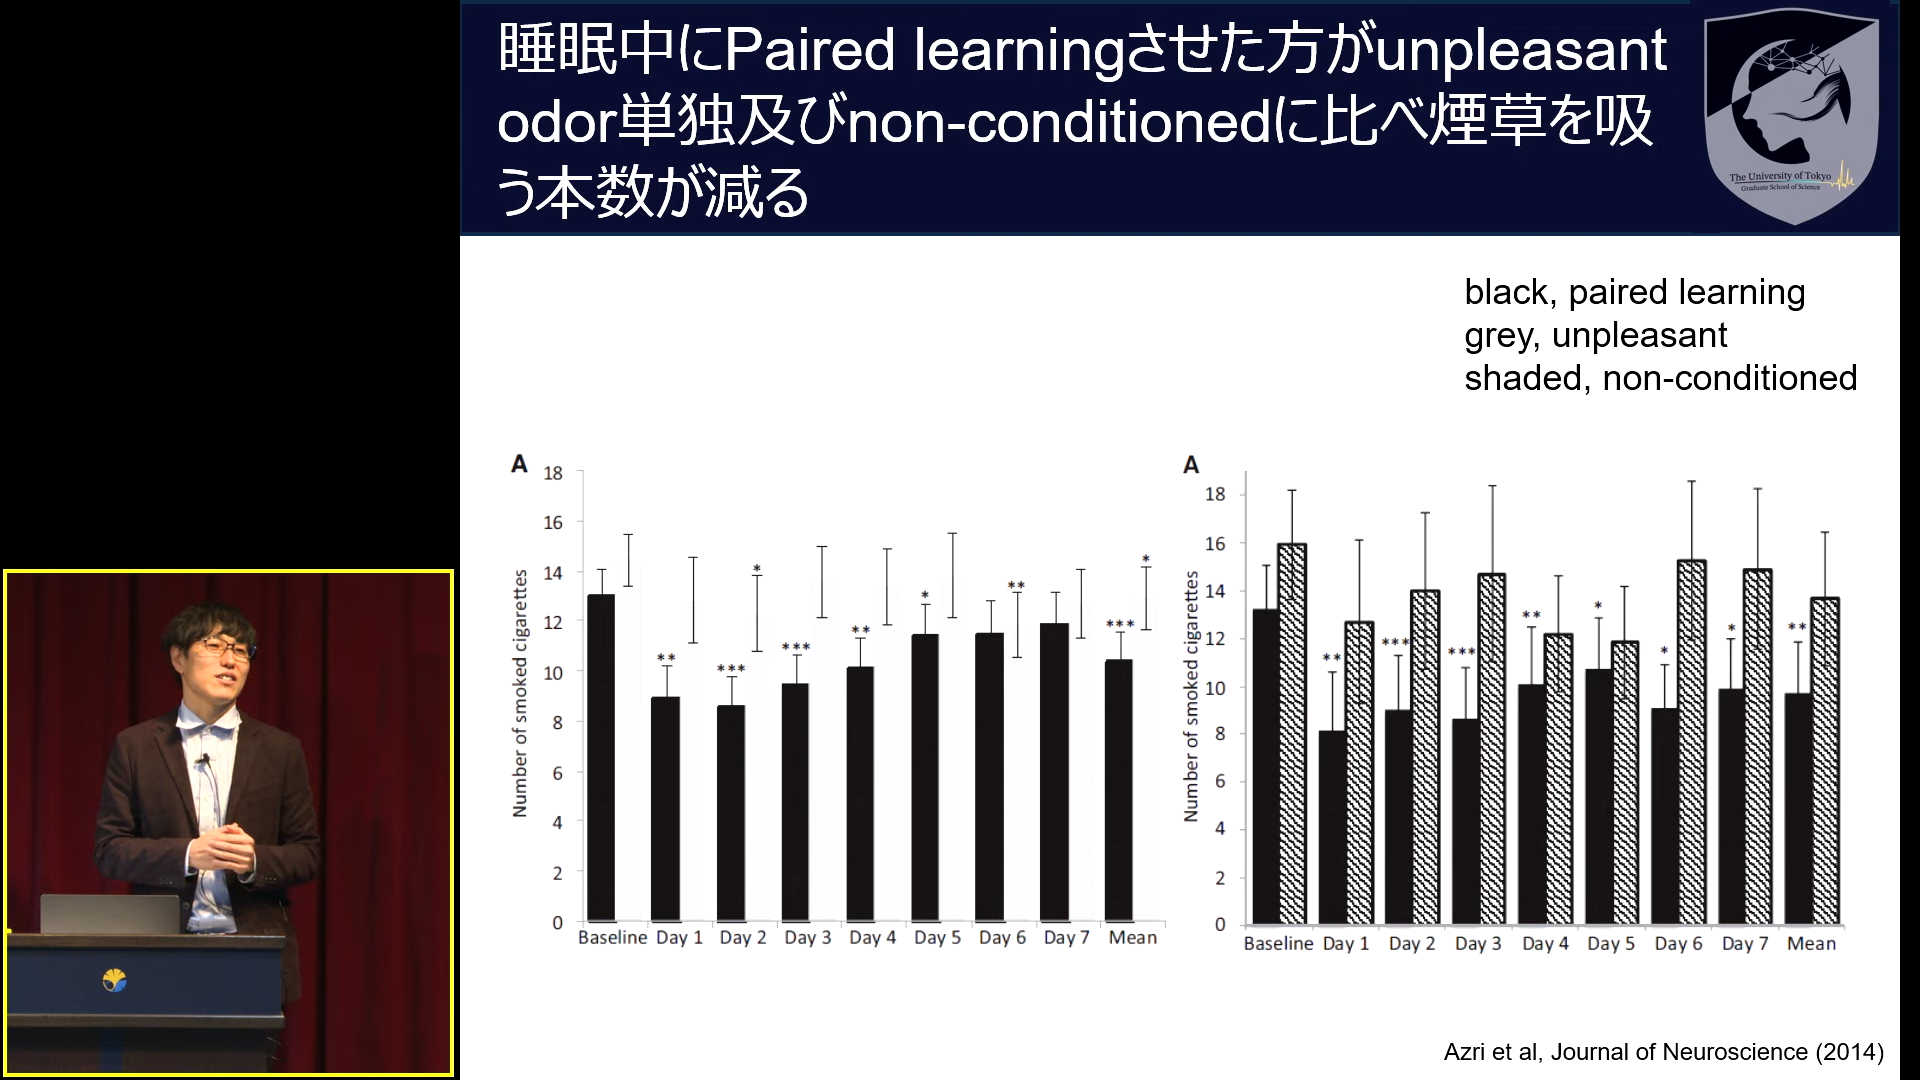 睡眠中にPaired learningさせた方がunpleasant
odor単独及びnon-conditionedに比べ煙草を吸
う本数が減る
The University of Tokyo
Graduate School of Science
black, paired learning
grey, unpleasant
shaded, non-conditioned
A
Number of smoked cigarettes
18
16
14
12
10
8
6
4
2
0
*
**
***
***
**
*
**
***
*
Baseline Day 1 Day 2 Day 3 Day 4 Day 5 Day 6 Day 7 Mean
A
Number of smoked cigarettes
18
16
14
12
10
8
6
4
2
0
**
***
***
**
*
*
*
**
Baseline Day 1 Day 2 Day 3 Day 4 Day 5 Day 6 Day 7 Mean
Azri et al, Journal of Neuroscience (2014)